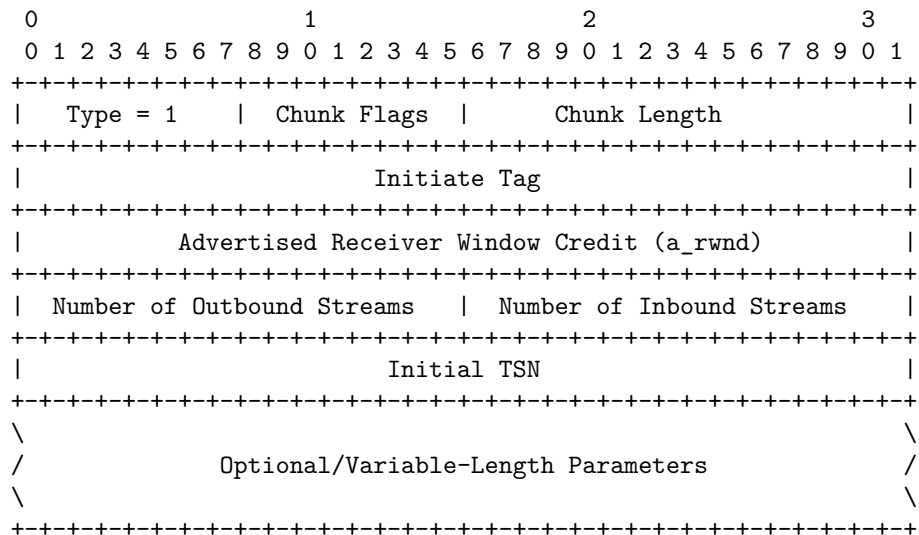 0                   1                   2                   3
 0 1 2 3 4 5 6 7 8 9 0 1 2 3 4 5 6 7 8 9 0 1 2 3 4 5 6 7 8 9 0 1
+-+-+-+-+-+-+-+-+-+-+-+-+-+-+-+-+-+-+-+-+-+-+-+-+-+-+-+-+-+-+-+-+
|   Type = 1    |  Chunk Flags  |      Chunk Length             |
+-+-+-+-+-+-+-+-+-+-+-+-+-+-+-+-+-+-+-+-+-+-+-+-+-+-+-+-+-+-+-+-+
|                         Initiate Tag                          |
+-+-+-+-+-+-+-+-+-+-+-+-+-+-+-+-+-+-+-+-+-+-+-+-+-+-+-+-+-+-+-+-+
|           Advertised Receiver Window Credit (a_rwnd)          |
+-+-+-+-+-+-+-+-+-+-+-+-+-+-+-+-+-+-+-+-+-+-+-+-+-+-+-+-+-+-+-+-+
|  Number of Outbound Streams   |  Number of Inbound Streams    |
+-+-+-+-+-+-+-+-+-+-+-+-+-+-+-+-+-+-+-+-+-+-+-+-+-+-+-+-+-+-+-+-+
|                          Initial TSN                          |
+-+-+-+-+-+-+-+-+-+-+-+-+-+-+-+-+-+-+-+-+-+-+-+-+-+-+-+-+-+-+-+-+
\                                                               \
/              Optional/Variable-Length Parameters              /
\                                                               \
+-+-+-+-+-+-+-+-+-+-+-+-+-+-+-+-+-+-+-+-+-+-+-+-+-+-+-+-+-+-+-+-+